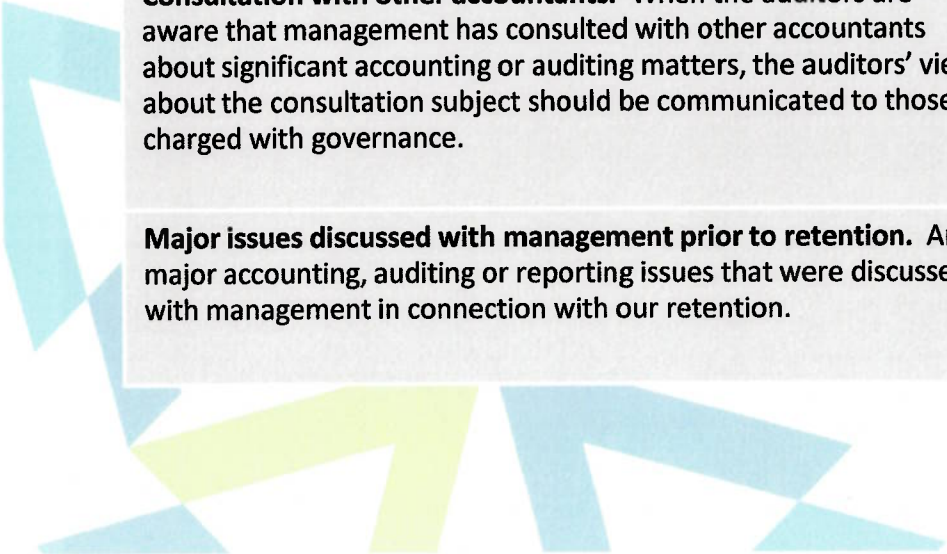 Consultation with other accountants. When the auditors are
aware that management has consulted with other accountants
about significant accounting or auditing matters, the auditors' vie
about the consultation subject should be communicated to those
charged with governance.
Major issues discussed with management prior to retention.
major accounting, auditing or reporting issues that were discusse
with management in connection with our retention.